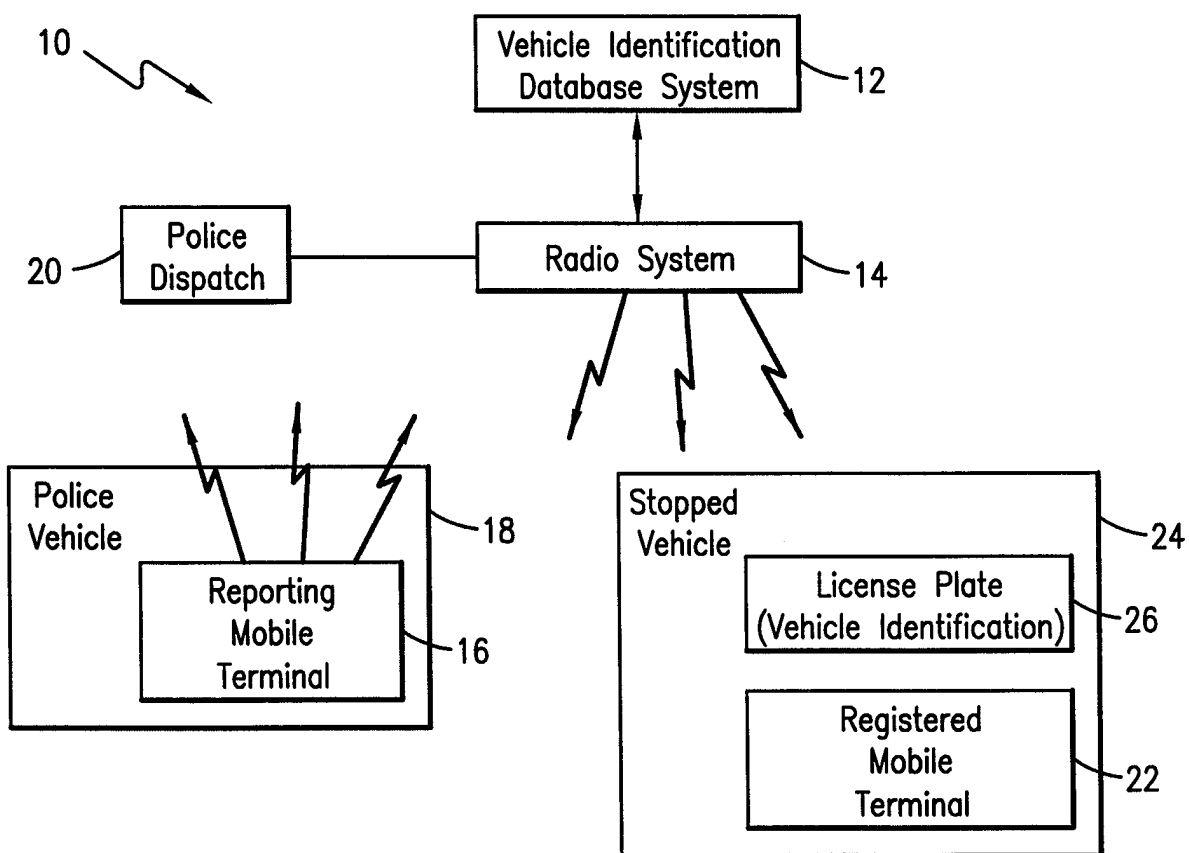 10
Vehicle Identification
Database System
12
Police
Dispatch
20
Radio System
14
Police
Vehicle
18
Reporting
Mobile
Terminal
16
Stopped
Vehicle
24
License Plate
(Vehicle Identification)
26
Registered
Mobile
Terminal
22